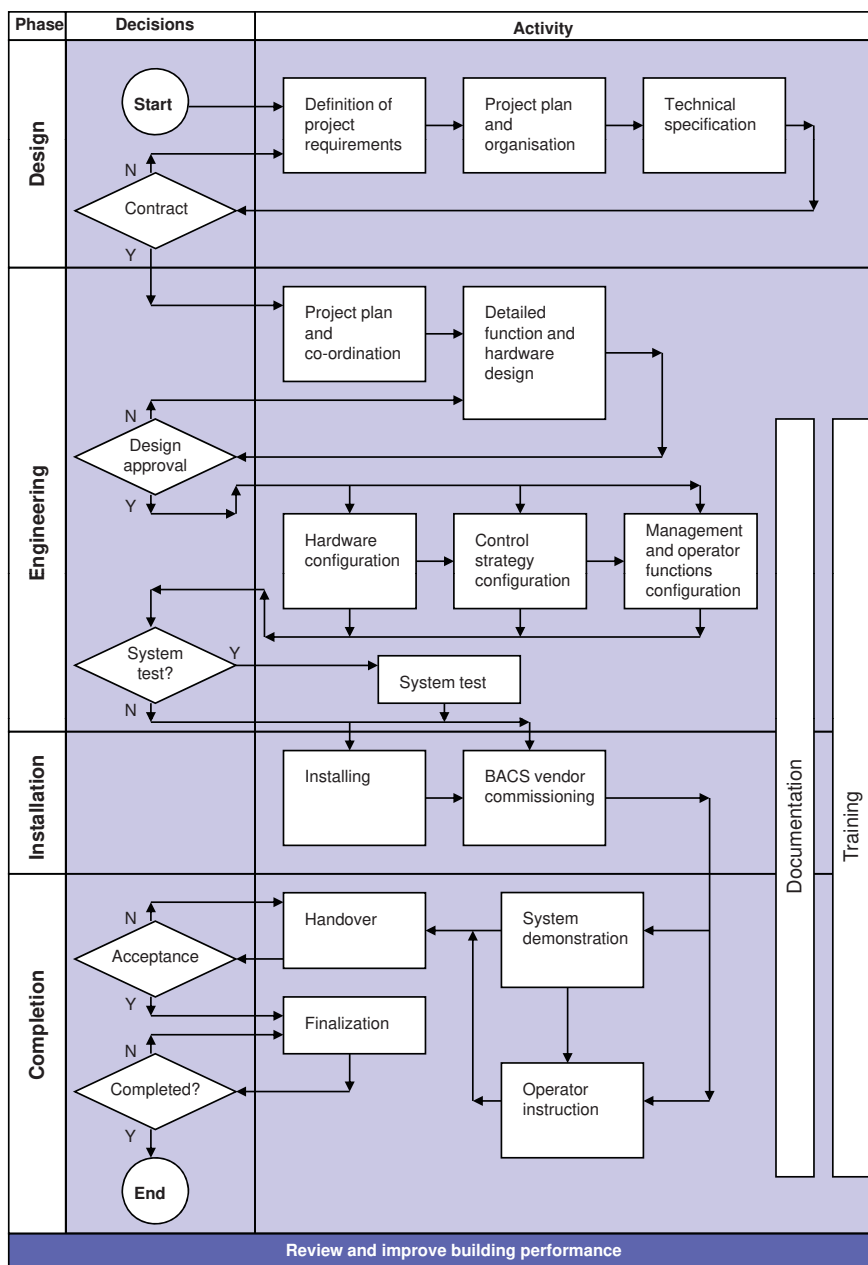 Phase Decisions Activity
Design
Start
Definition of
project
requirements
Project plan
and
organisation
Technical
specification
N
Contract
Y
Engineering
Project plan
and
co-ordination
Detailed
function and
hardware
design
N
Design
approval
Y
Hardware
configuration
Control
strategy
configuration
Management
and operator
functions
configuration
System
test?
Y
N
System test
Installation
Installing
BACS vendor
commissioning
Documentation
Training
Completion
N
Handover
System
demonstration
Acceptance
Y
Finalization
N
Completed?
Operator
instruction
Y
End
Review and improve building performance